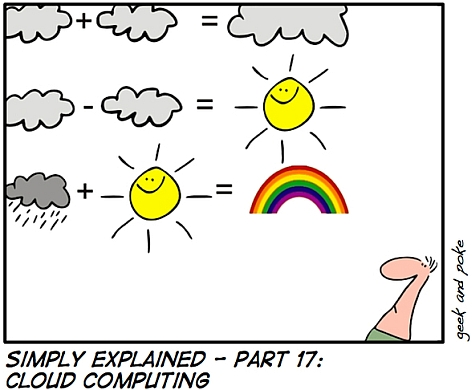 + =
- =
+ =
geek and poke
SIMPLY EXPLAINED - PART 17:
CLOUD COMPUTING